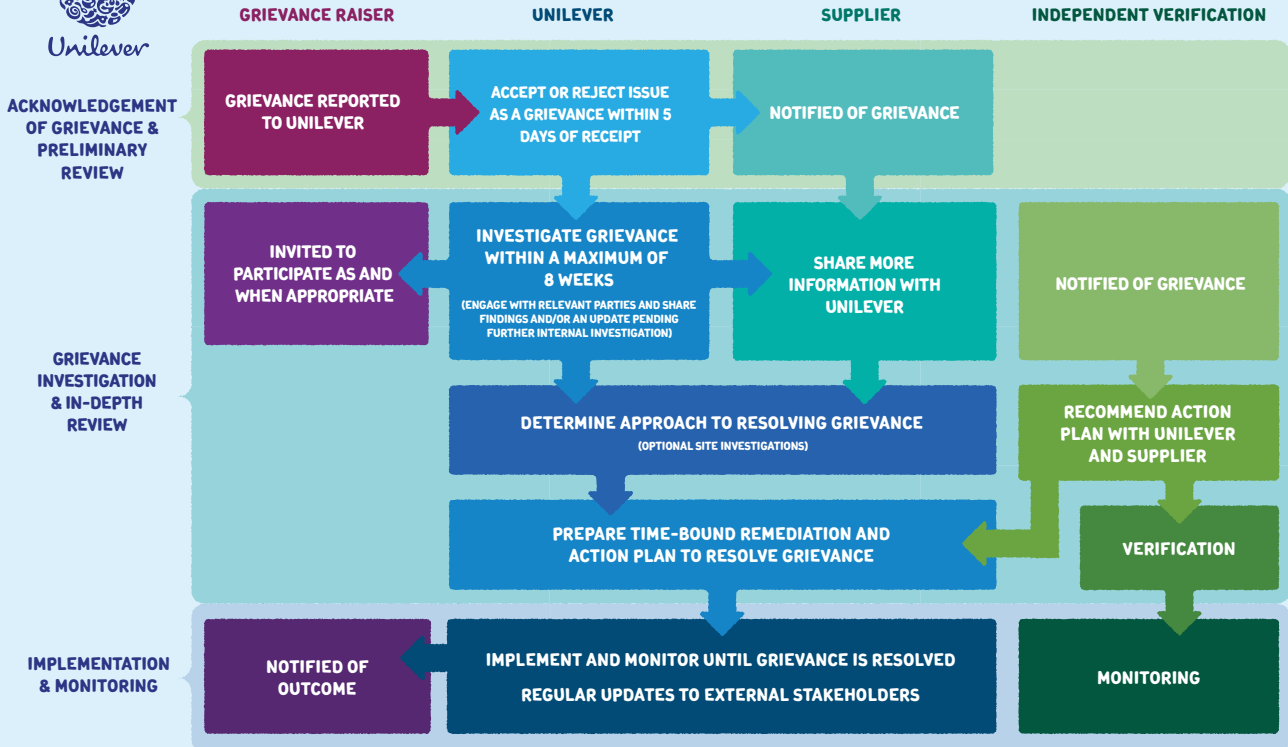 GRIEVANCE RAISER
UNILEVER
SUPPLIER
INDEPENDENT VERIFICATION
Unilever
ACKNOWLEDGEMENT
OF GRIEVANCE &
PRELIMINARY
REVIEW
GRIEVANCE REPORTED
TO UNILEVER
ACCEPT OR REJECT ISSUE
AS A GRIEVANCE WITHIN 5
DAYS OF RECEIPT
NOTIFIED OF GRIEVANCE
GRIEVANCE
INVESTIGATION
& IN-DEPTH
REVIEW
INVITED TO
PARTICIPATE AS AND
WHEN APPROPRIATE
INVESTIGATE GRIEVANCE
WITHIN A MAXIMUM OF
8 WEEKS
(ENGAGE WITH RELEVANT PARTIES AND SHARE
FINDINGS AND/OR AN UPDATE PENDING
FURTHER INTERNAL INVESTIGATION)
SHARE MORE
INFORMATION WITH
UNILEVER
NOTIFIED OF GRIEVANCE
DETERMINE APPROACH TO RESOLVING GRIEVANCE
(OPTIONAL SITE INVESTIGATIONS)
RECOMMEND ACTION
PLAN WITH UNILEVER
AND SUPPLIER
PREPARE TIME-BOUND REMEDIATION AND
ACTION PLAN TO RESOLVE GRIEVANCE
VERIFICATION
IMPLEMENTATION
& MONITORING
NOTIFIED OF
OUTCOME
IMPLEMENT AND MONITOR UNTIL GRIEVANCE IS RESOLVED
REGULAR UPDATES TO EXTERNAL STAKEHOLDERS
MONITORING